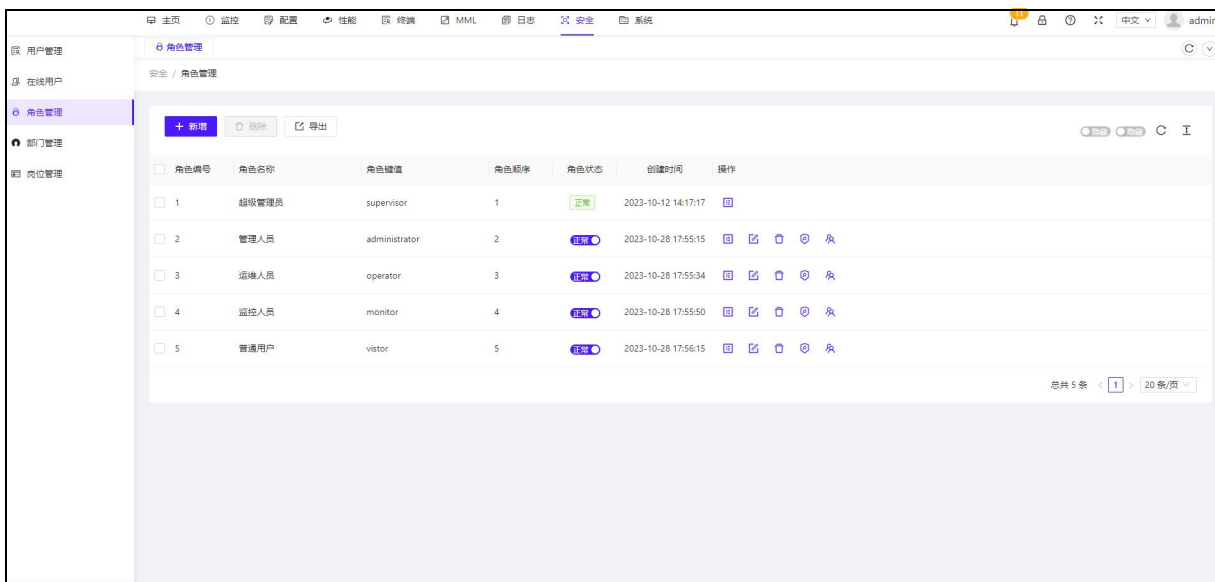 主页 监控 配置 性能 终端 MML 日志 安全 系统 11 中文 admin
用户管理
在线用户
角色管理
部门管理
岗位管理
角色管理
安全 / 角色管理
+ 新增 删除 导出 隐藏 隐藏
角色编号 角色名称 角色键值 角色顺序 角色状态 创建时间 操作
1 超级管理员 supervisor 1 正常 2023-10-12 14:17:17
2 管理人员 administrator 2 正常 2023-10-28 17:55:15
3 运维人员 operator 3 正常 2023-10-28 17:55:34
4 监控人员 monitor 4 正常 2023-10-28 17:55:50
5 普通用户 vistor 5 正常 2023-10-28 17:56:15
总共 5 条 < 1 > 20 条/页